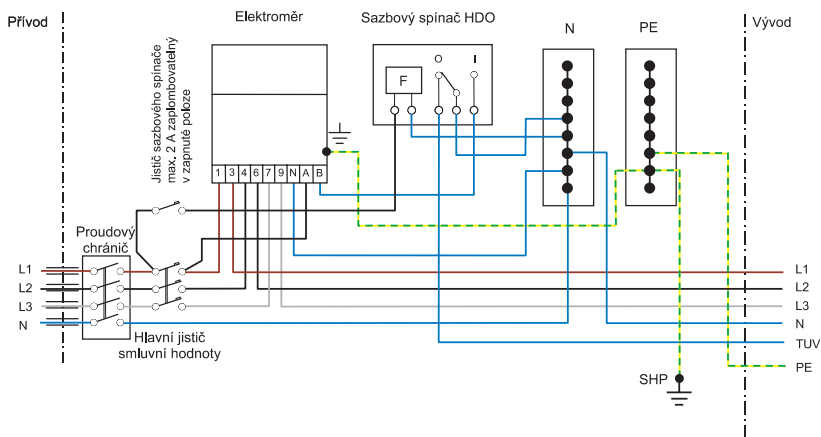 Přívod
Elektroměr
Sazbový spínač HDO
N
PE
Vývod
Jistič sazbového spínače
max. 2 A zaplombovatelný
v zapnuté poloze
F
O
I
1 3 4 6 7 9 N A B
Proudový
chránič
L1
L2
L3
N
Hlavní jistič
smluvní hodnoty
L1
L2
L3
N
TUV
PE
SHP